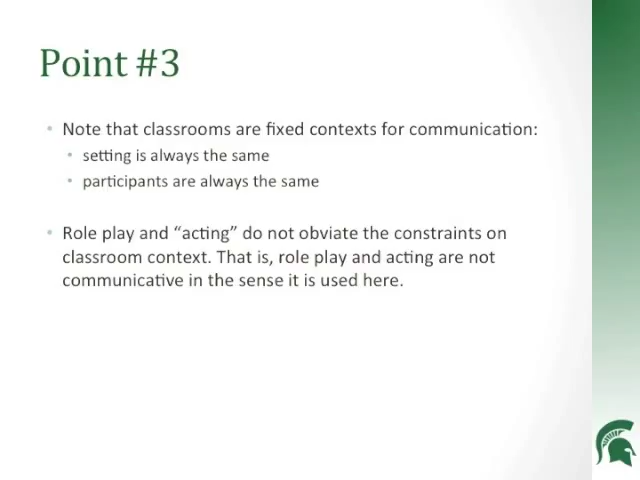 Point #3
• Note that classrooms are fixed contexts for communication:
• setting is always the same
• participants are always the same
• Role play and “acting” do not obviate the constraints on
classroom context. That is, role play and acting are not
communicative in the sense it is used here.